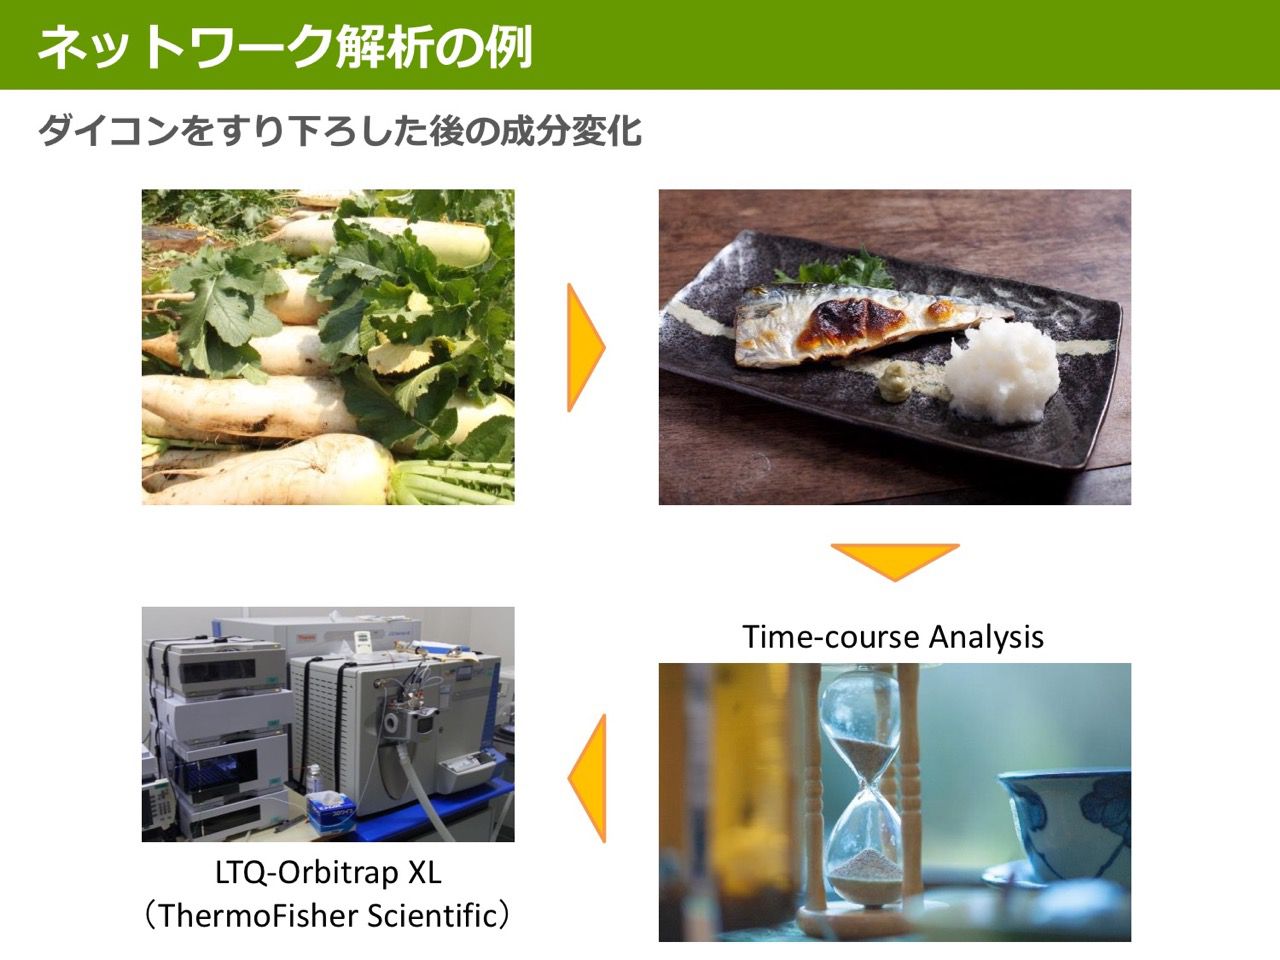 ネットワーク解析の例
ダイコンをすり下ろした後の成分変化
Time-course Analysis
LTQ-Orbitrap XL
（ThermoFisher Scientific）